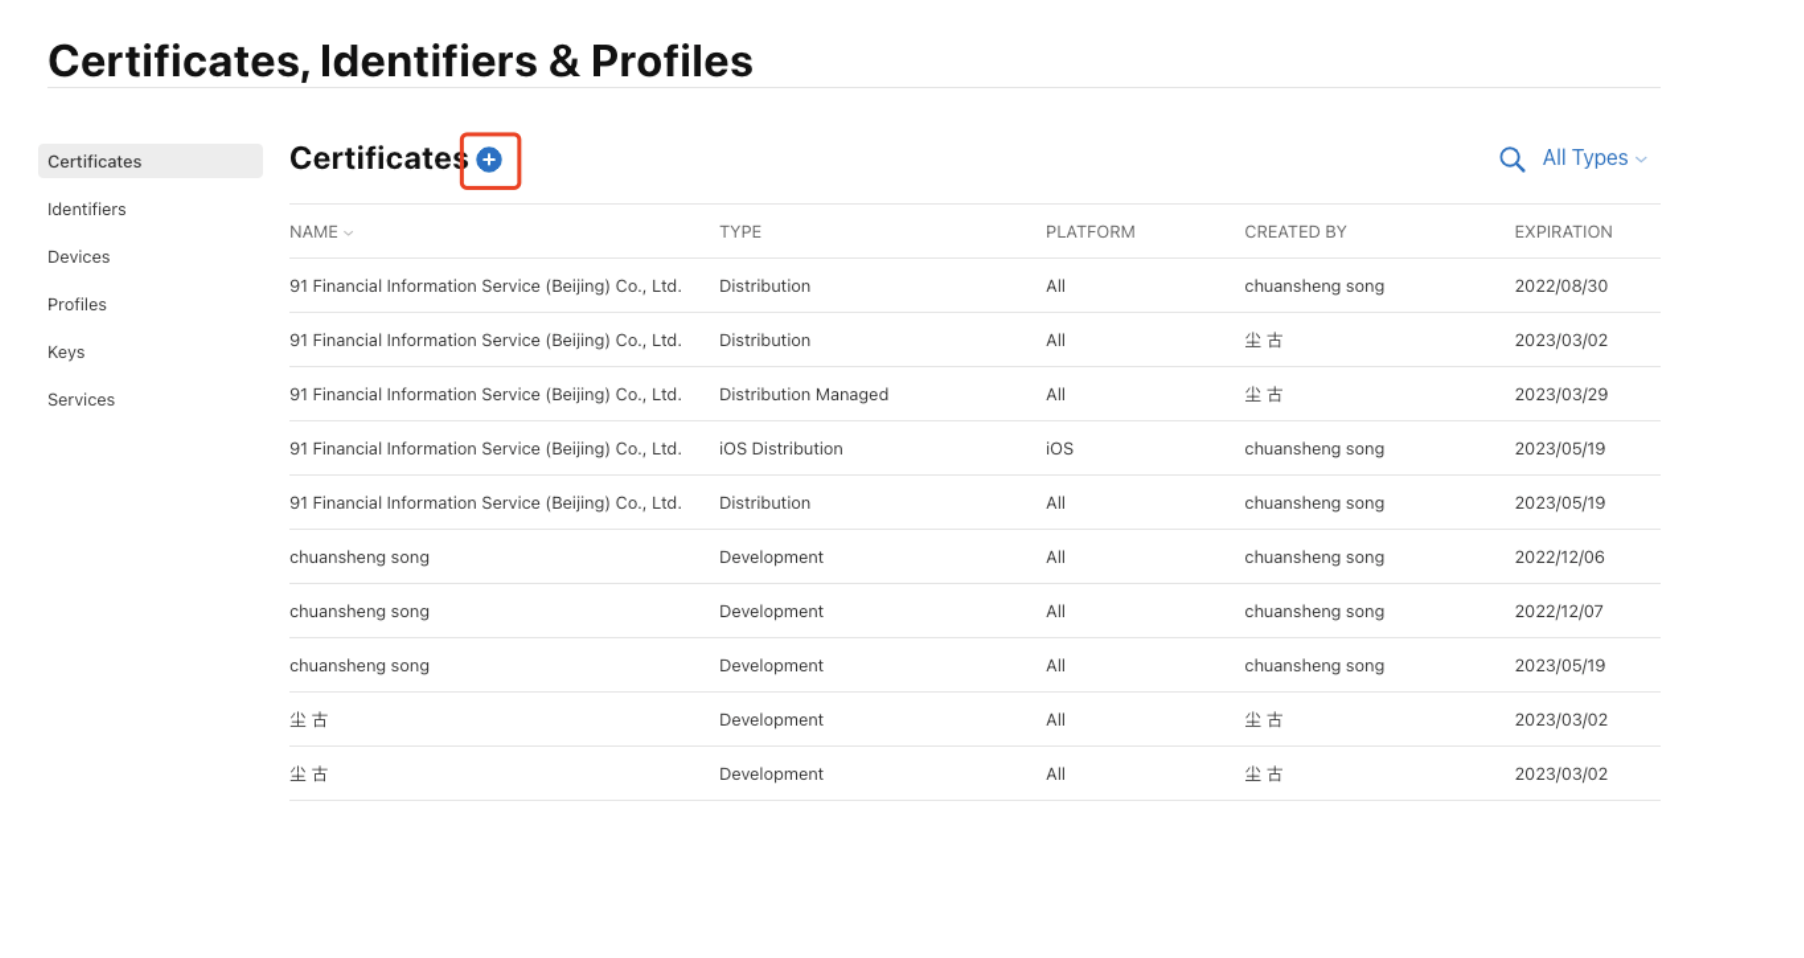 Certificates, Identifiers & Profiles
Certificates
Identifiers
Devices
Profiles
Keys
Services
Certificates
All Types
NAME TYPE PLATFORM CREATED BY EXPIRATION
91 Financial Information Service (Beijing) Co., Ltd. Distribution All chuansheng song 2022/08/30
91 Financial Information Service (Beijing) Co., Ltd. Distribution All 尘 古 2023/03/02
91 Financial Information Service (Beijing) Co., Ltd. Distribution Managed All 尘 古 2023/03/29
91 Financial Information Service (Beijing) Co., Ltd. iOS Distribution iOS chuansheng song 2023/05/19
91 Financial Information Service (Beijing) Co., Ltd. Distribution All chuansheng song 2023/05/19
chuansheng song Development All chuansheng song 2022/12/06
chuansheng song Development All chuansheng song 2022/12/07
chuansheng song Development All chuansheng song 2023/05/19
尘 古 Development All 尘 古 2023/03/02
尘 古 Development All 尘 古 2023/03/02